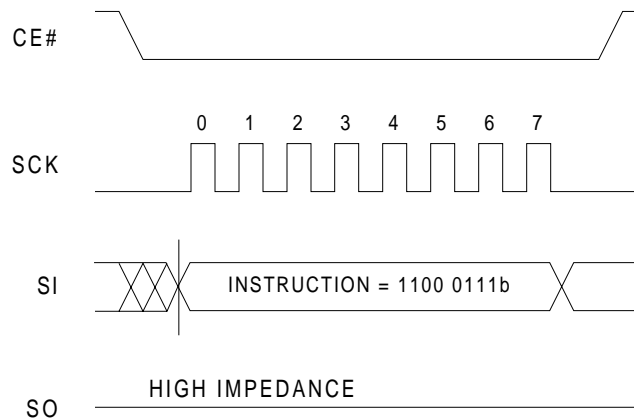 CE#
0 1 2 3 4 5 6 7
SCK
SI INSTRUCTION = 1100 0111b
HIGH IMPEDANCE
SO